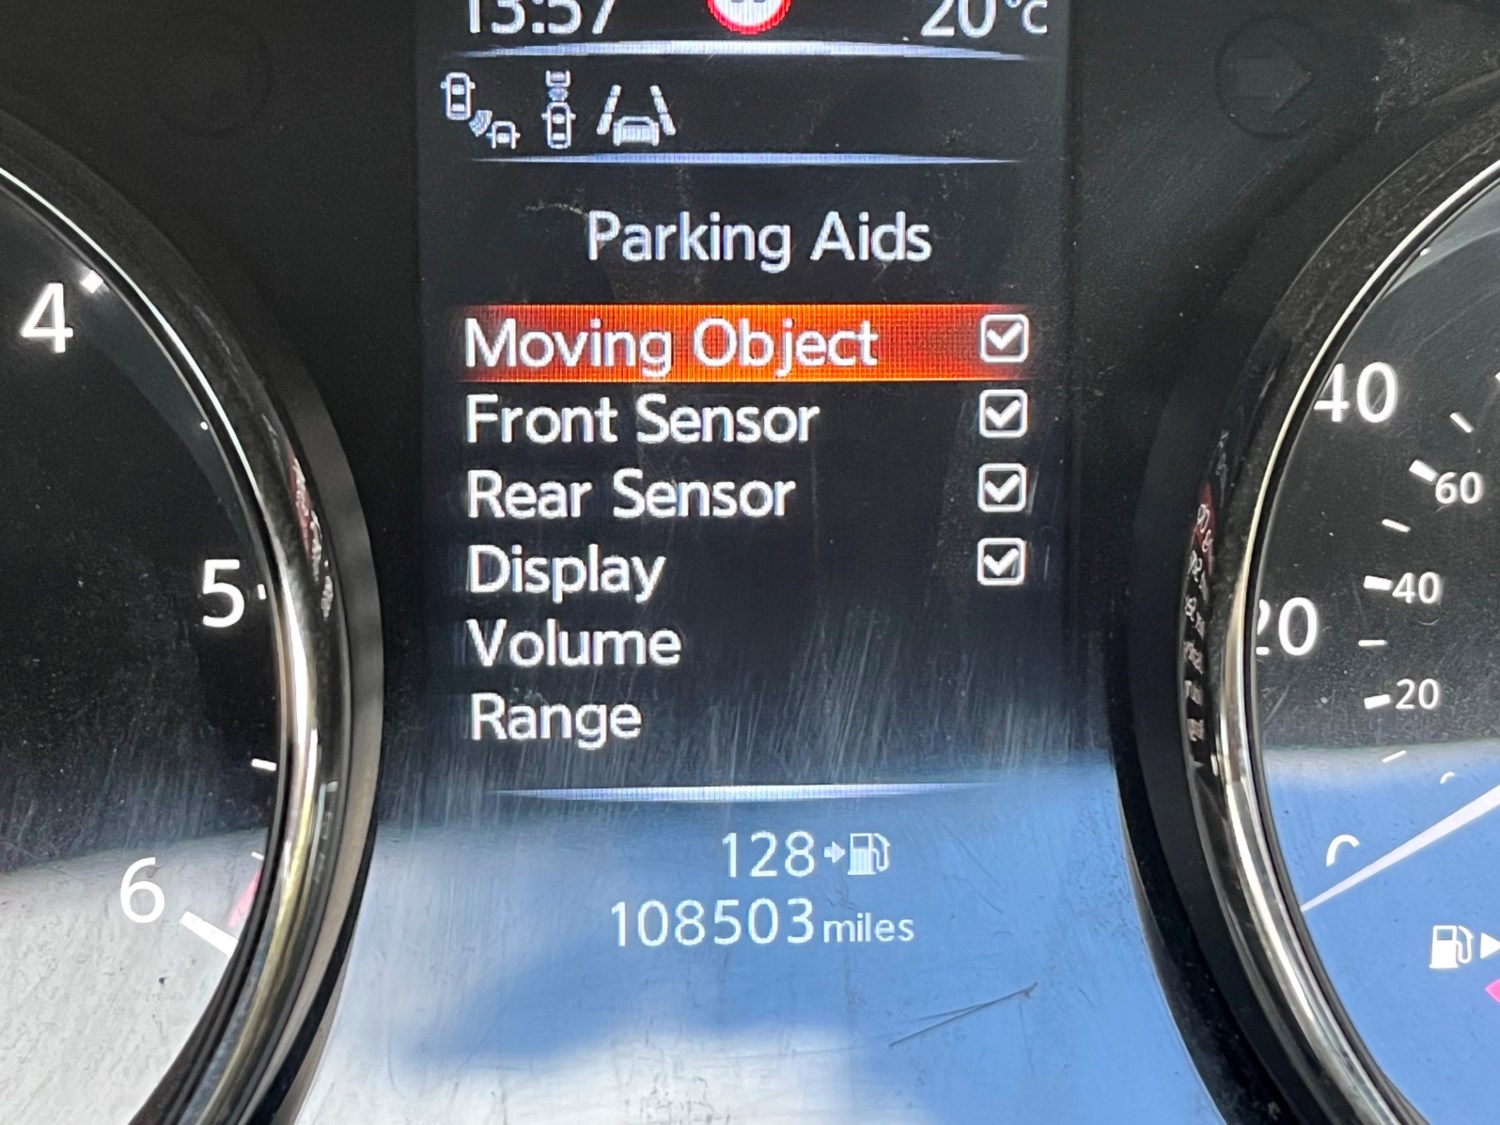 13:57 20°C
Parking Aids
Moving Object
Front Sensor
Rear Sensor
Display
Volume
Range
128
108503 miles
4
5
6
40
20
60
40
20